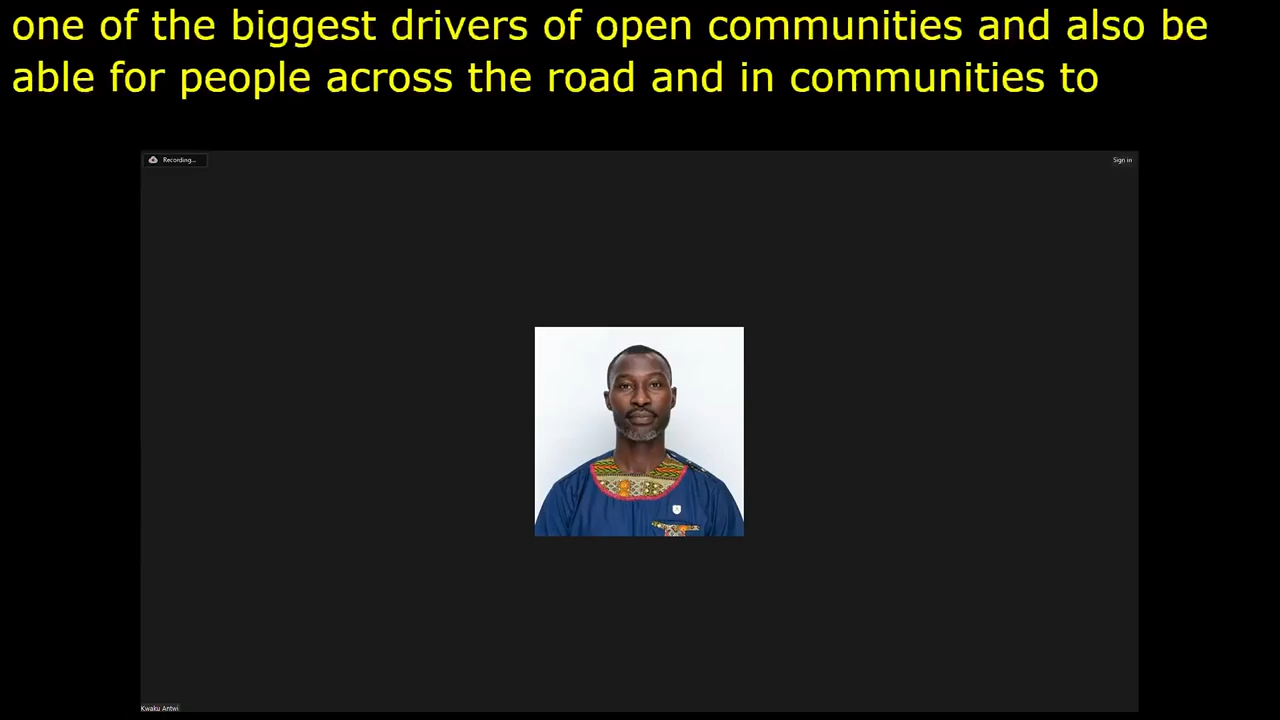 one of the biggest drivers of open communities and also be
able for people across the road and in communities to
Recording...
Sign in
Kwaku Antwi